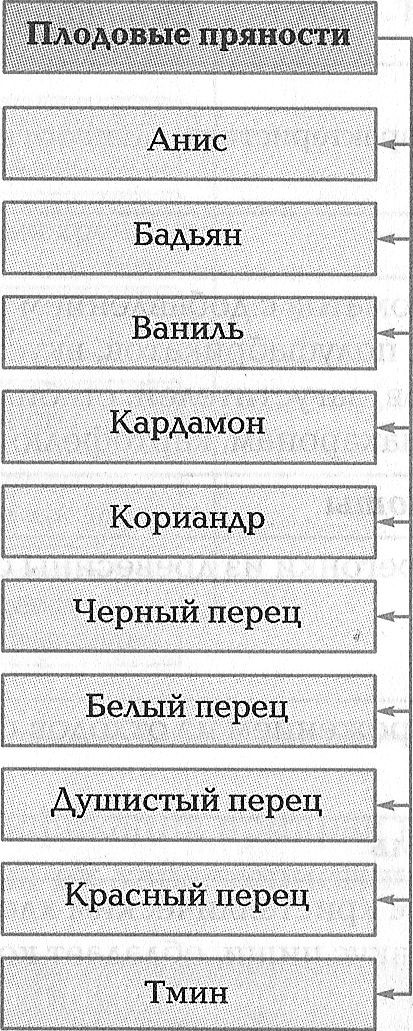 Плодовые пряности
Анис
Бадьян
Ваниль
Кардамон
Кориандр
Черный перец
Белый перец
Душистый перец
Красный перец
Тмин